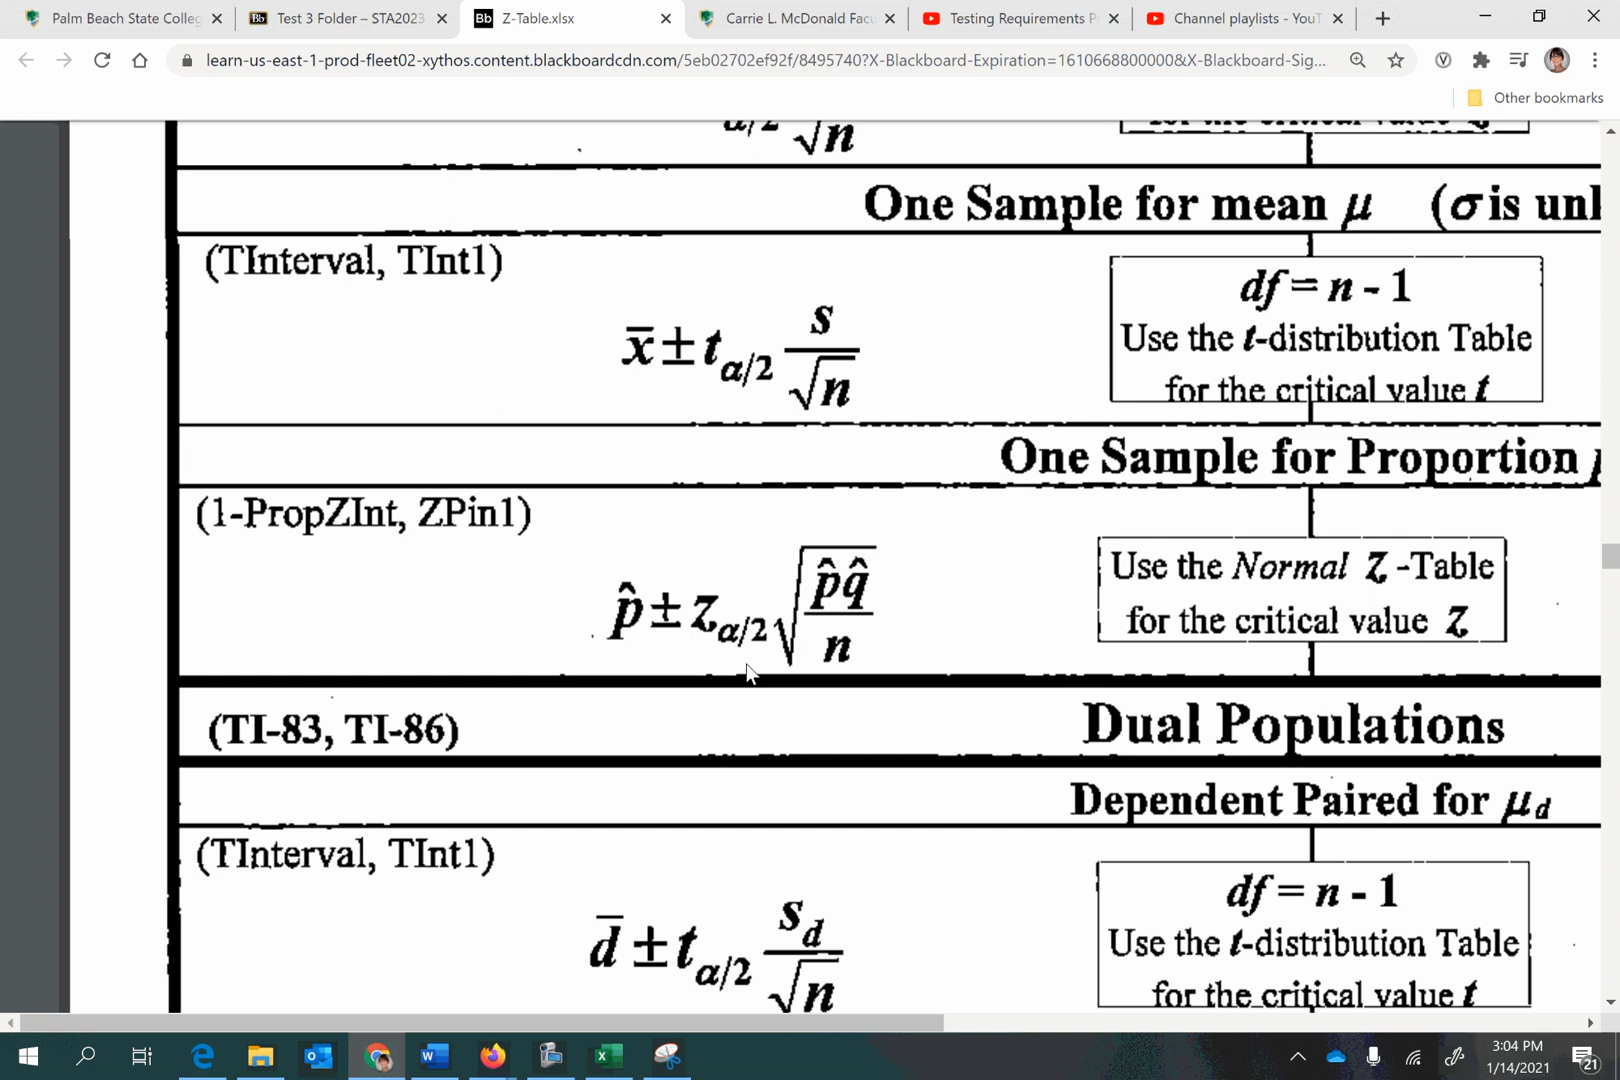 Palm Beach State Colleg
Test 3 Folder – STA2023
Bb Z-Table.xlsx
Carrie L. McDonald Facu
Testing Requirements P
Channel playlists - YouT
learn-us-east-1-prod-fleet02-xythos.content.blackboardcdn.com/5eb02702ef92f/8495740?X-Blackboard-Expiration=1610668800000&X-Blackboard-Sig...
Other bookmarks
α/2 √n
One Sample for mean μ (σ is unk
(TInterval, TInt1)
x̄ ± t_{α/2} s/√n
df = n - 1
Use the t-distribution Table
for the critical value t
One Sample for Proportion p
(1-PropZInt, ZPin1)
p̂ ± z_{α/2} √(p̂q̂/n)
Use the Normal Z -Table
for the critical value Z
(TI-83, TI-86)
Dual Populations
Dependent Paired for μ_d
(TInterval, TInt1)
d̄ ± t_{α/2} s_d/√n
df = n - 1
Use the t-distribution Table
for the critical value t
3:04 PM
1/14/2021
21